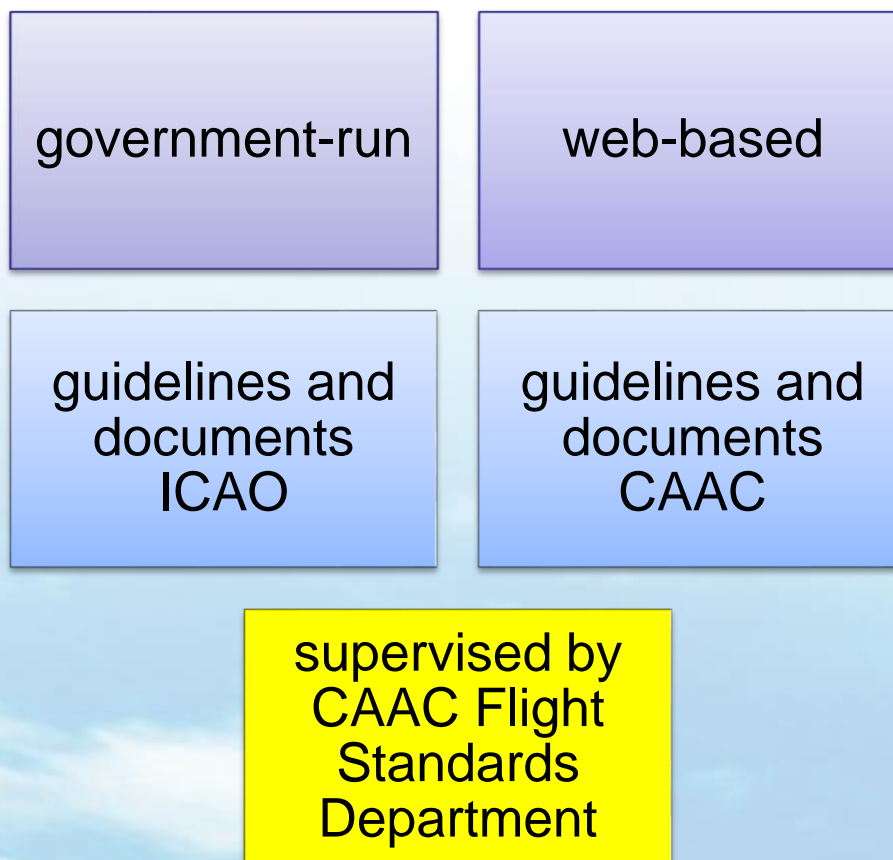 government-run
web-based
guidelines and
documents
ICAO
guidelines and
documents
CAAC
supervised by
CAAC Flight
Standards
Department